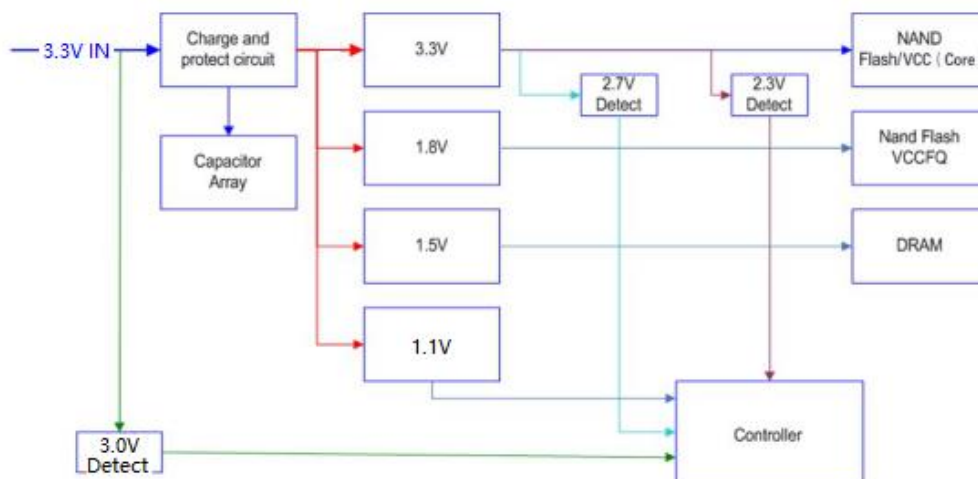 3.3V IN
Charge and
protect circuit
3.3V
NAND
Flash/VCC ( Core
2.7V
Detect
2.3V
Detect
Capacitor
Array
1.8V
Nand Flash
VCCFQ
1.5V
DRAM
1.1V
Controller
3.0V
Detect